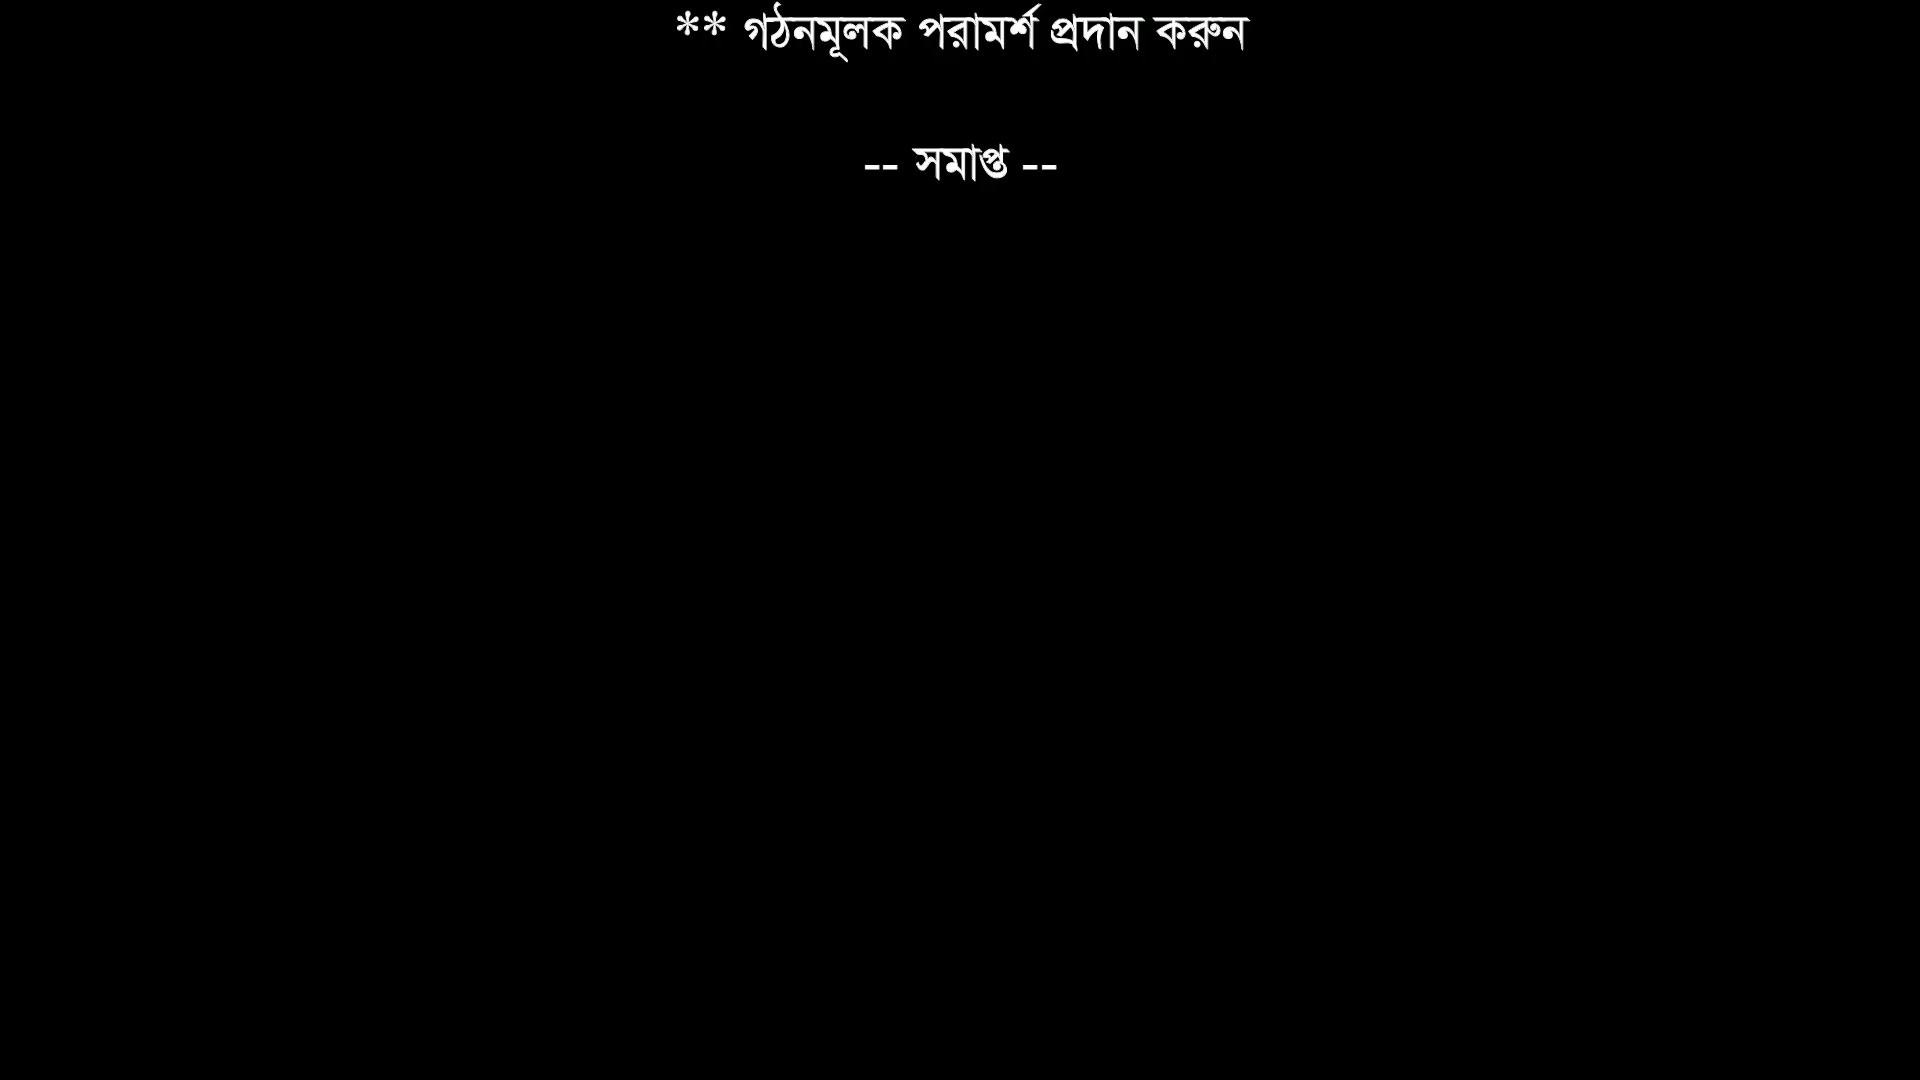 ** গঠনমূলক পরামর্শ প্রদান করুন
-- সমাপ্ত --